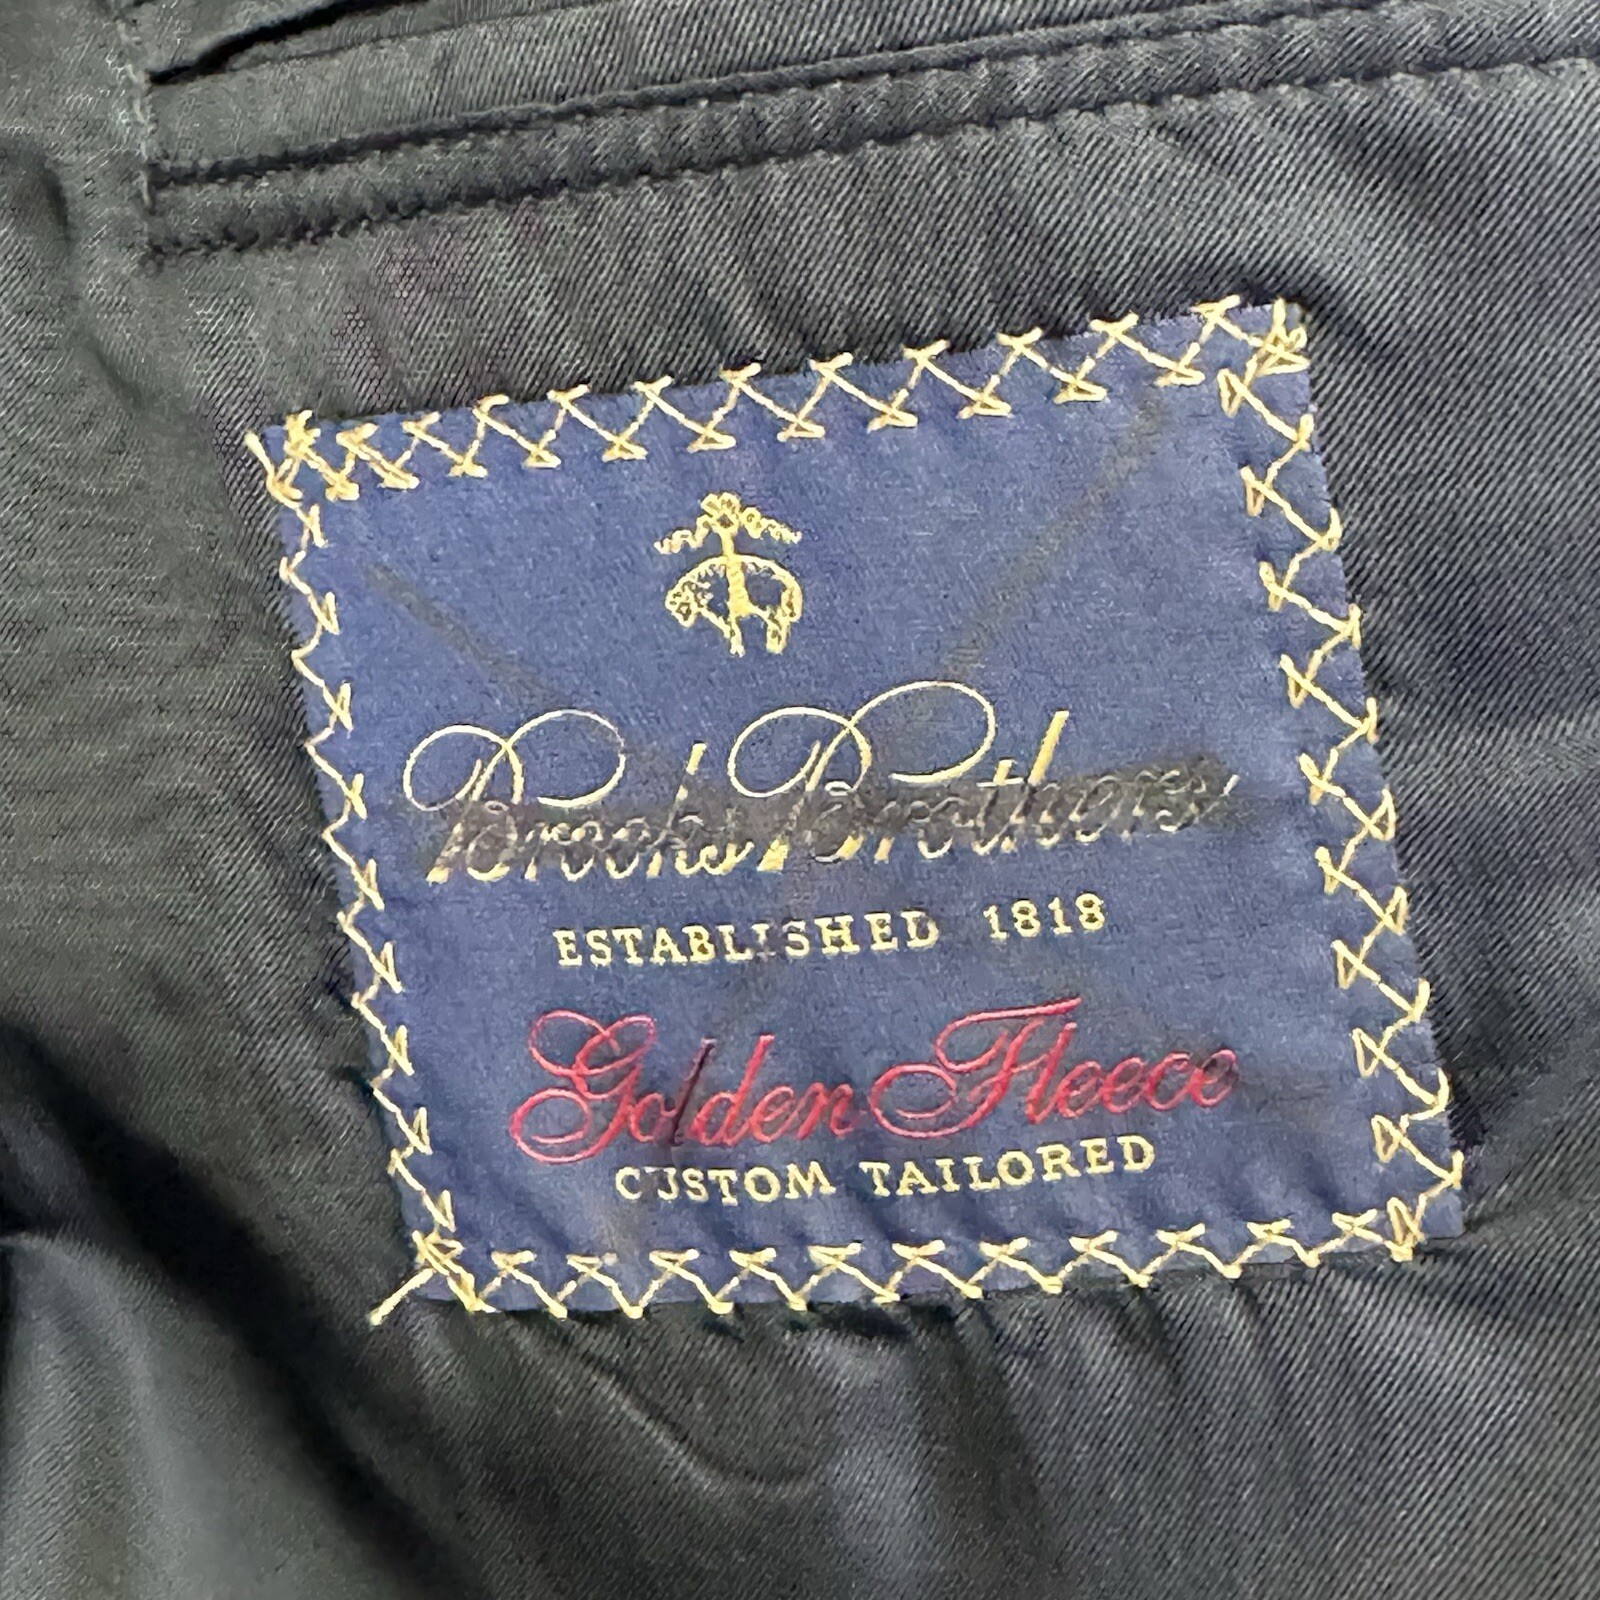 Brooks Brothers
ESTABLISHED 1818
Golden Fleece
CUSTOM TAILORED